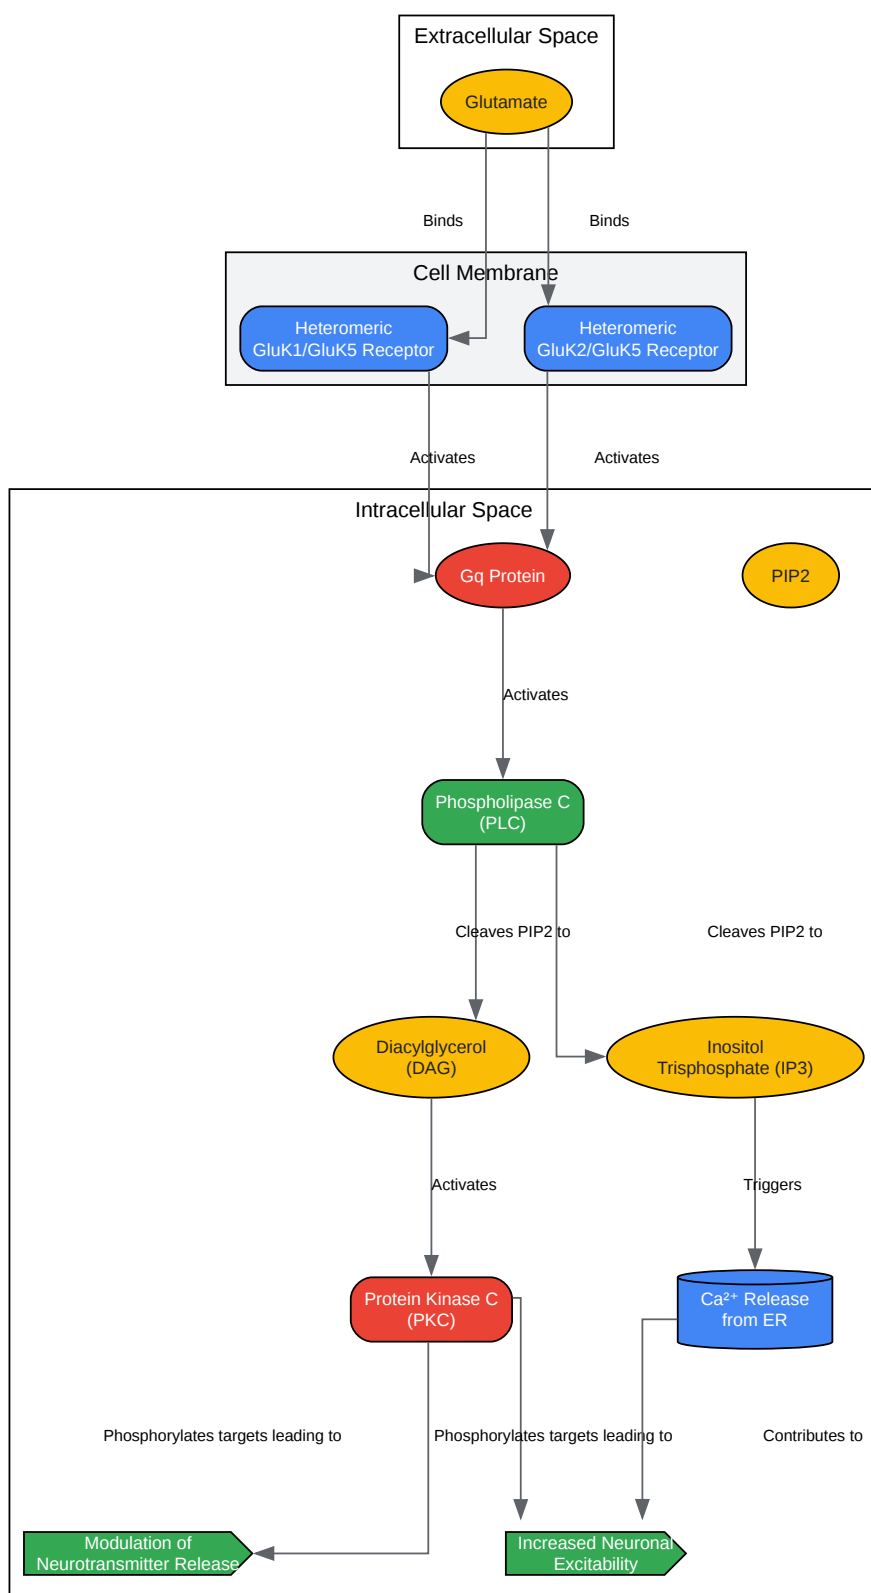 Extracellular Space
Glutamate
Binds
Binds
Cell Membrane
Heteromeric
GluK1/GluK5 Receptor
Heteromeric
GluK2/GluK5 Receptor
Activates
Activates
Intracellular Space
Gq Protein
PIP2
Activates
Phospholipase C
(PLC)
Cleaves PIP2 to
Cleaves PIP2 to
Diacylglycerol
(DAG)
Inositol
Trisphosphate (IP3)
Activates
Triggers
Protein Kinase C
(PKC)
Ca²⁺ Release
from ER
Phosphorylates targets leading to
Phosphorylates targets leading to
Contributes to
Modulation of
Neurotransmitter Release
Increased Neuronal
Excitability